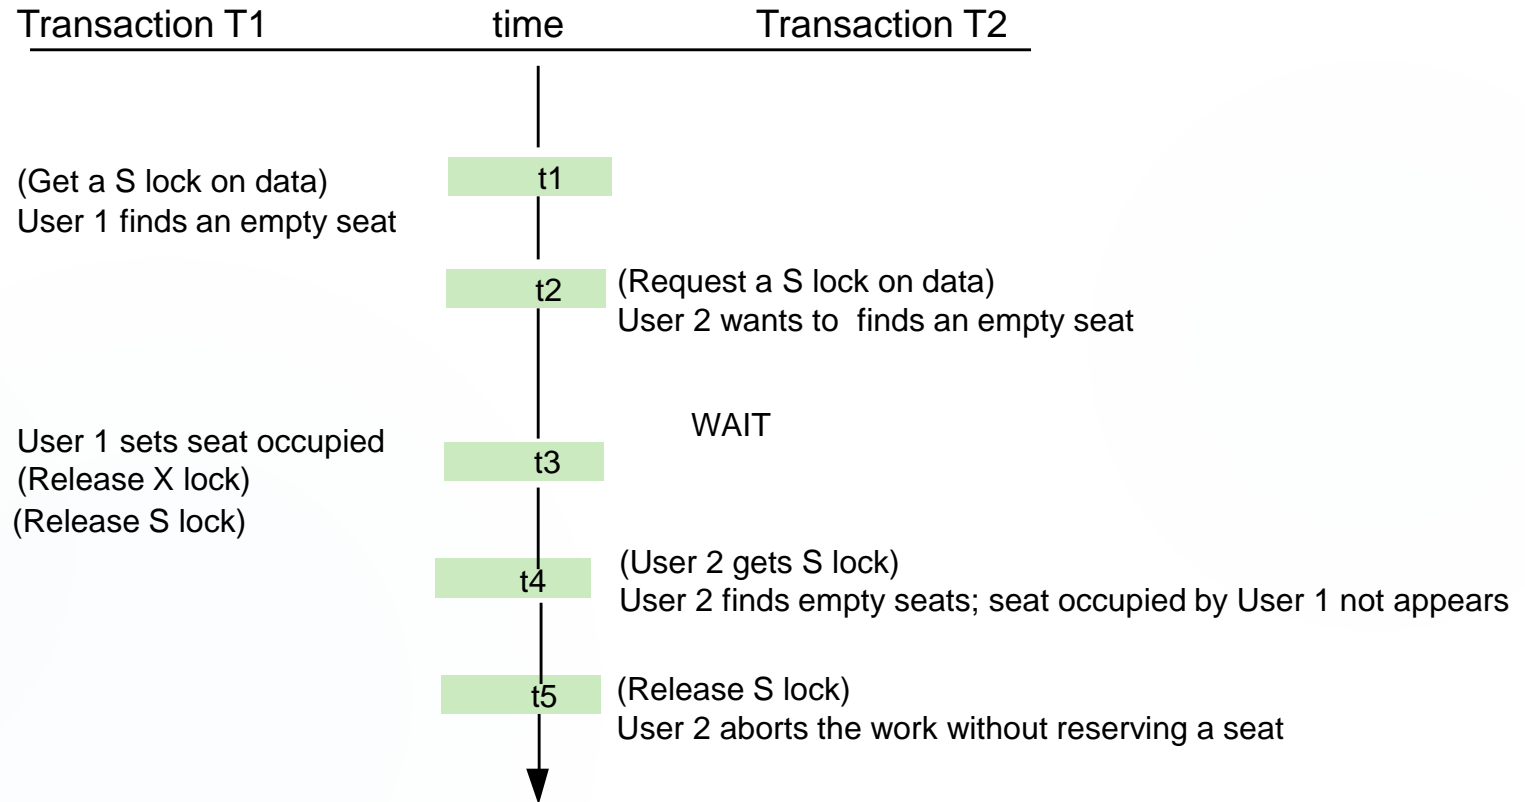 Transaction T1 time Transaction T2
t1
(Get a S lock on data)
User 1 finds an empty seat
t2
(Request a S lock on data)
User 2 wants to  finds an empty seat
WAIT
User 1 sets seat occupied
t3
(Release X lock)
(Release S lock)
t4
(User 2 gets S lock)
User 2 finds empty seats; seat occupied by User 1 not appears
t5
(Release S lock)
User 2 aborts the work without reserving a seat